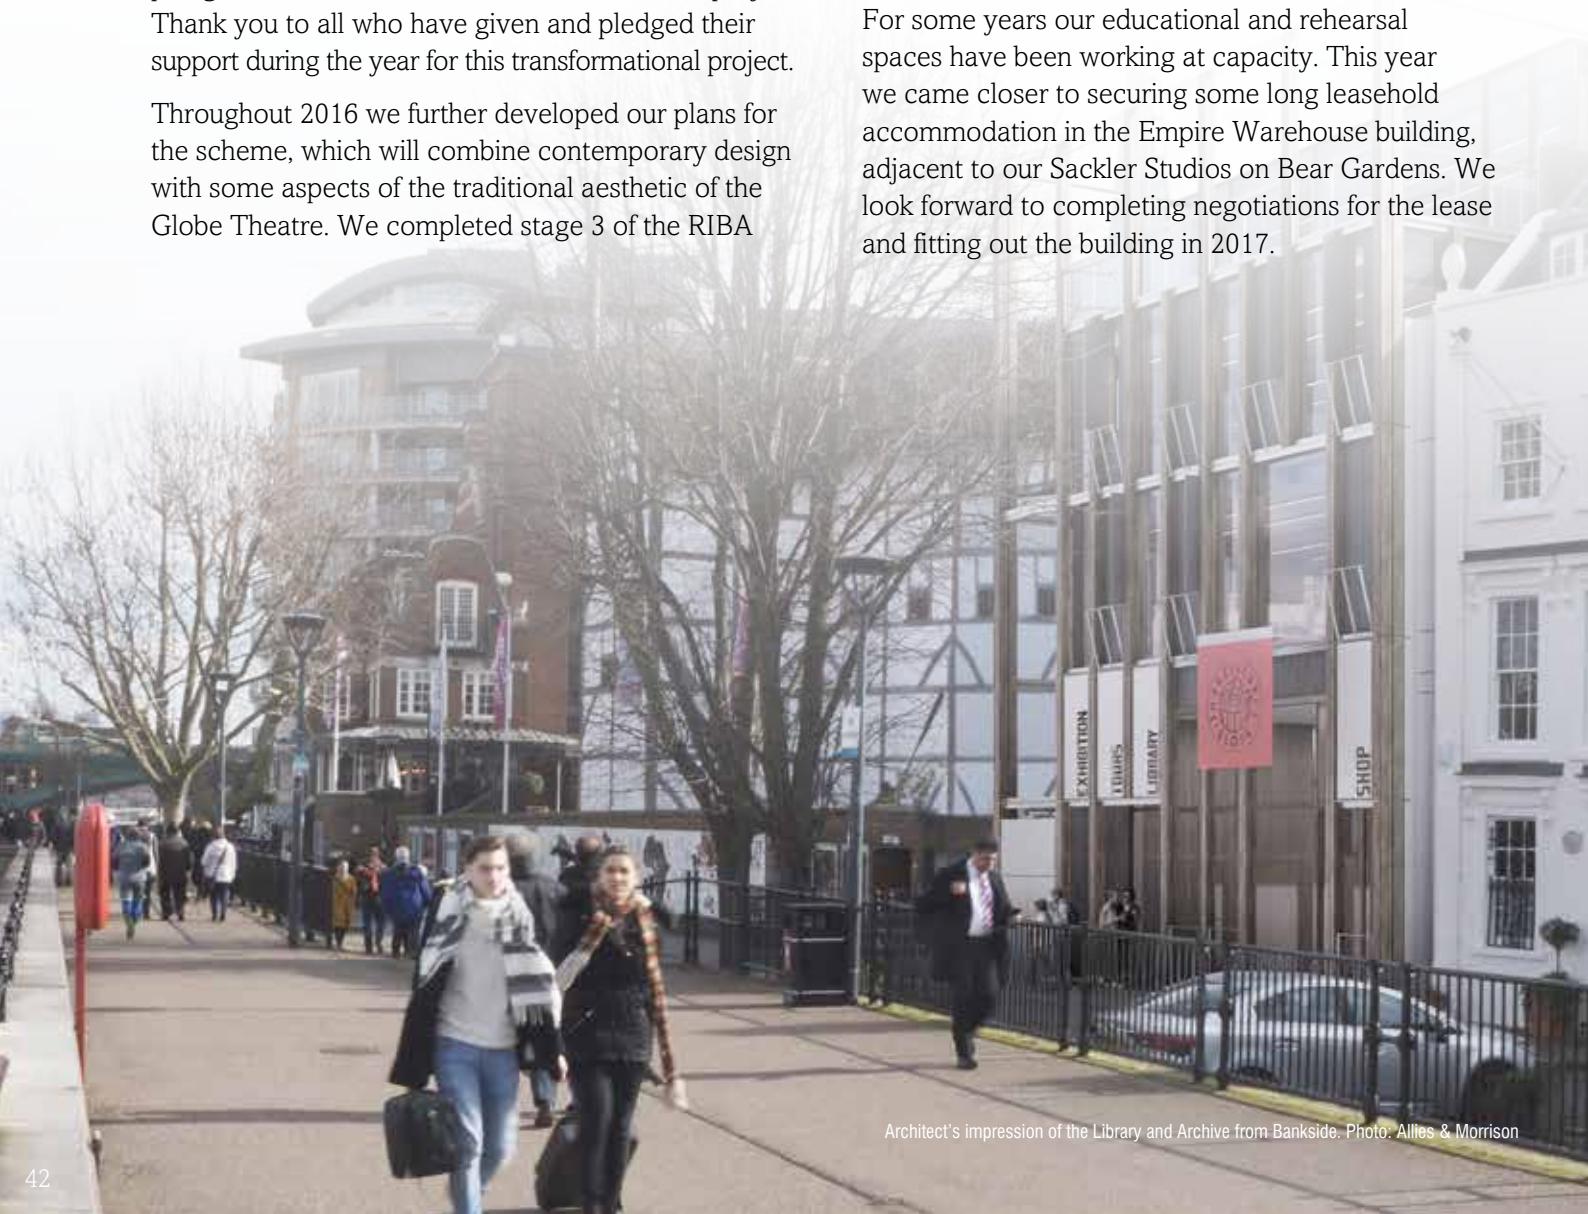 Thank you to all who have given and pledged their
support during the year for this transformational project.
Throughout 2016 we further developed our plans for
the scheme, which will combine contemporary design
with some aspects of the traditional aesthetic of the
Globe Theatre. We completed stage 3 of the RIBA
For some years our educational and rehearsal
spaces have been working at capacity. This year
we came closer to securing some long leasehold
accommodation in the Empire Warehouse building,
adjacent to our Sackler Studios on Bear Gardens. We
look forward to completing negotiations for the lease
and fitting out the building in 2017.
EXHIBITION
TOURS
LIBRARY
SHOP
Architect's impression of the Library and Archive from Bankside. Photo: Allies & Morrison
42